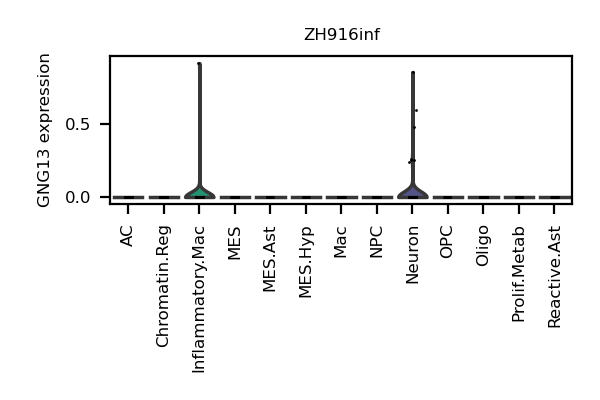 ZH916inf
GNG13 expression
0.5
0.0
AC
Chromatin.Reg
Inflammatory.Mac
MES
MES.Ast
MES.Hyp
Mac
NPC
Neuron
OPC
Oligo
Prolif.Metab
Reactive.Ast